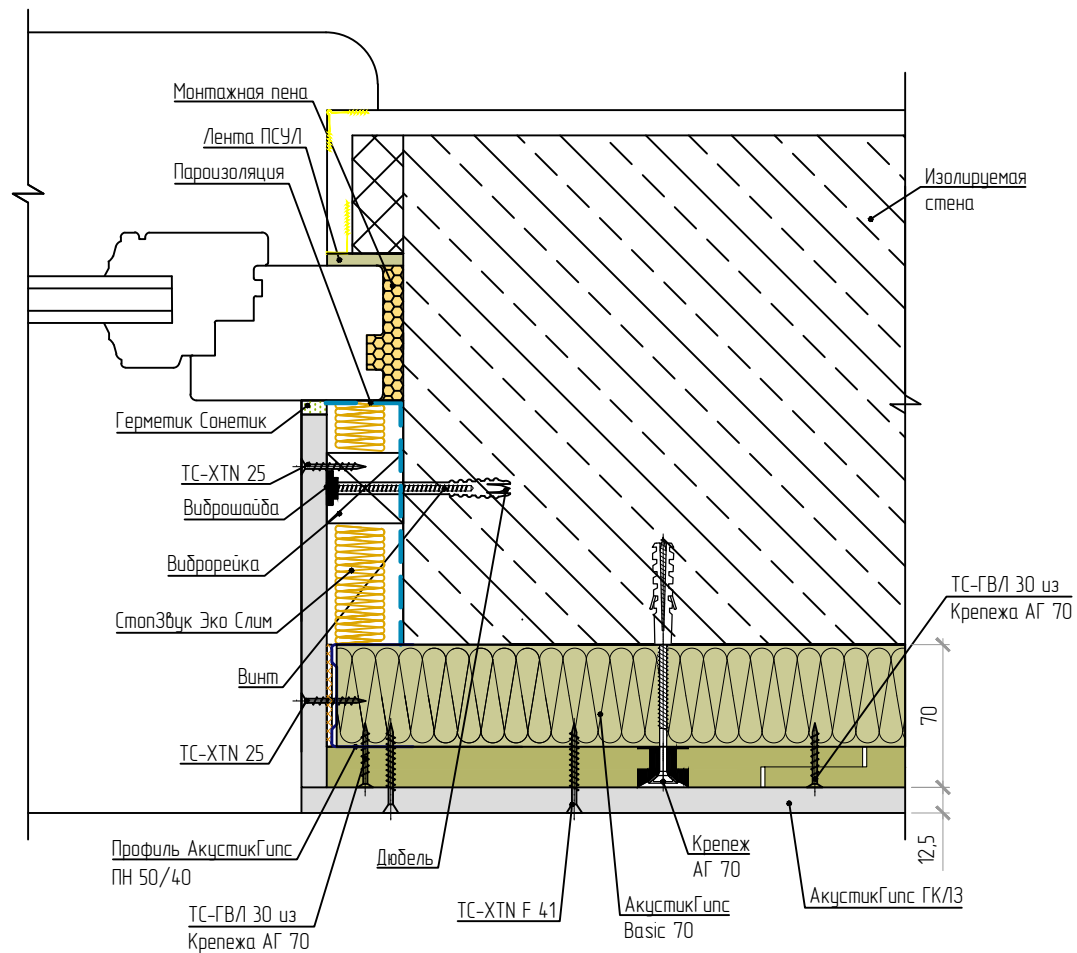 Монтажная пена
Лента ПСУЛ
Пароизоляция
Изолируемая
стена
Герметик Сонетик
ТС-XTN 25
Виброшайба
Виброрейка
СтопЗвук Эко Слим
Винт
ТС-XTN 25
ТС-ГВЛ 30 из
Крепежа АГ 70
70
12,5
Профиль АкустикГипс
ПН 50/40
ТС-ГВЛ 30 из
Крепежа АГ 70
Дюбель
ТС-XTN F 41
АкустикГипс
Basic 70
Крепеж
АГ 70
АкустикГипс ГКЛЗ